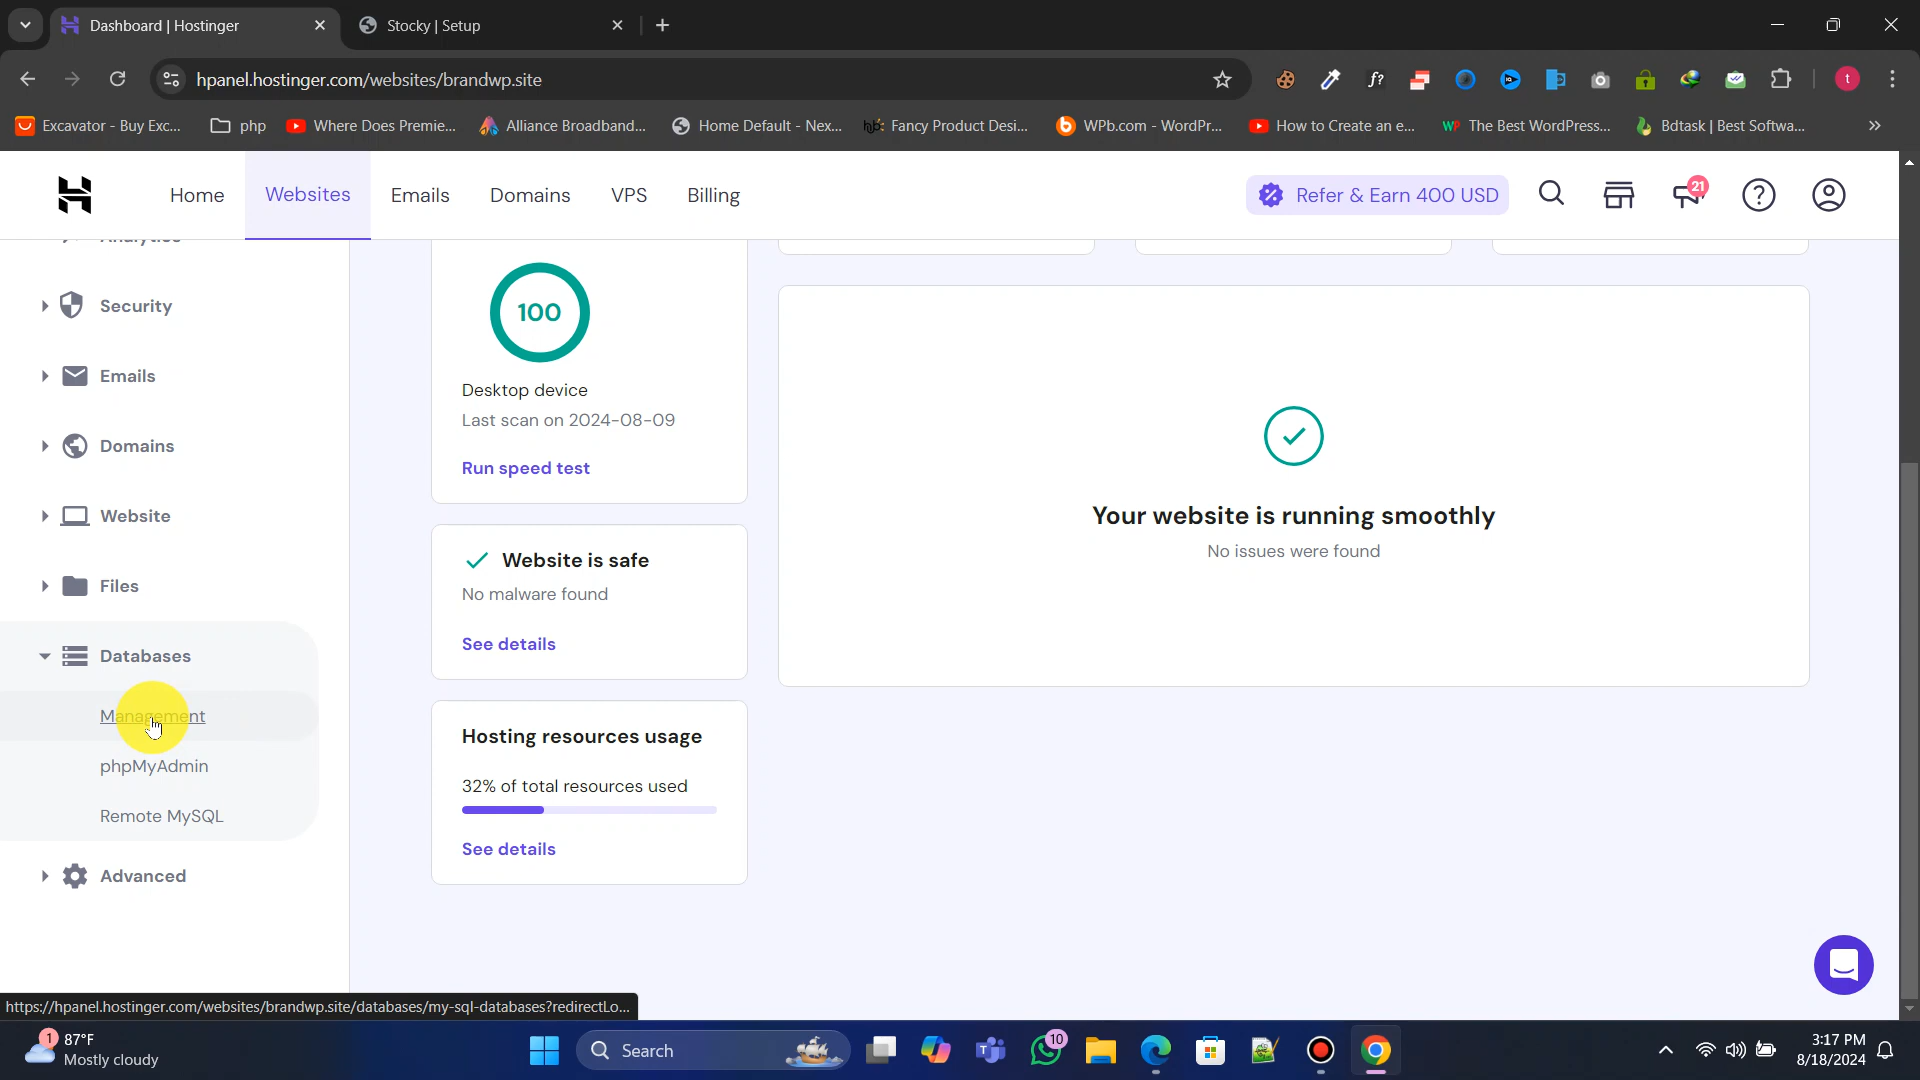 Dashboard | Hostinger
Stocky | Setup
hpanel.hostinger.com/websites/brandwp.site
f?
t
Excavator - Buy Exc...
php
Where Does Premie...
Alliance Broadband...
Home Default - Nex...
Fancy Product Desi...
WPb.com - WordPr...
How to Create an e...
The Best WordPress...
Bdtask | Best Softwa...
Home
Websites
Emails
Domains
VPS
Billing
Refer & Earn 400 USD
21
Analytics
Security
Emails
Domains
Website
Files
Databases
Management
phpMyAdmin
Remote MySQL
Advanced
100
Desktop device
Last scan on 2024-08-09
Run speed test
Website is safe
No malware found
See details
Hosting resources usage
32% of total resources used
See details
Your website is running smoothly
No issues were found
https://hpanel.hostinger.com/websites/brandwp.site/databases/my-sql-databases?redirectLo...
1
87°F
Mostly cloudy
Search
10
3:17 PM
8/18/2024